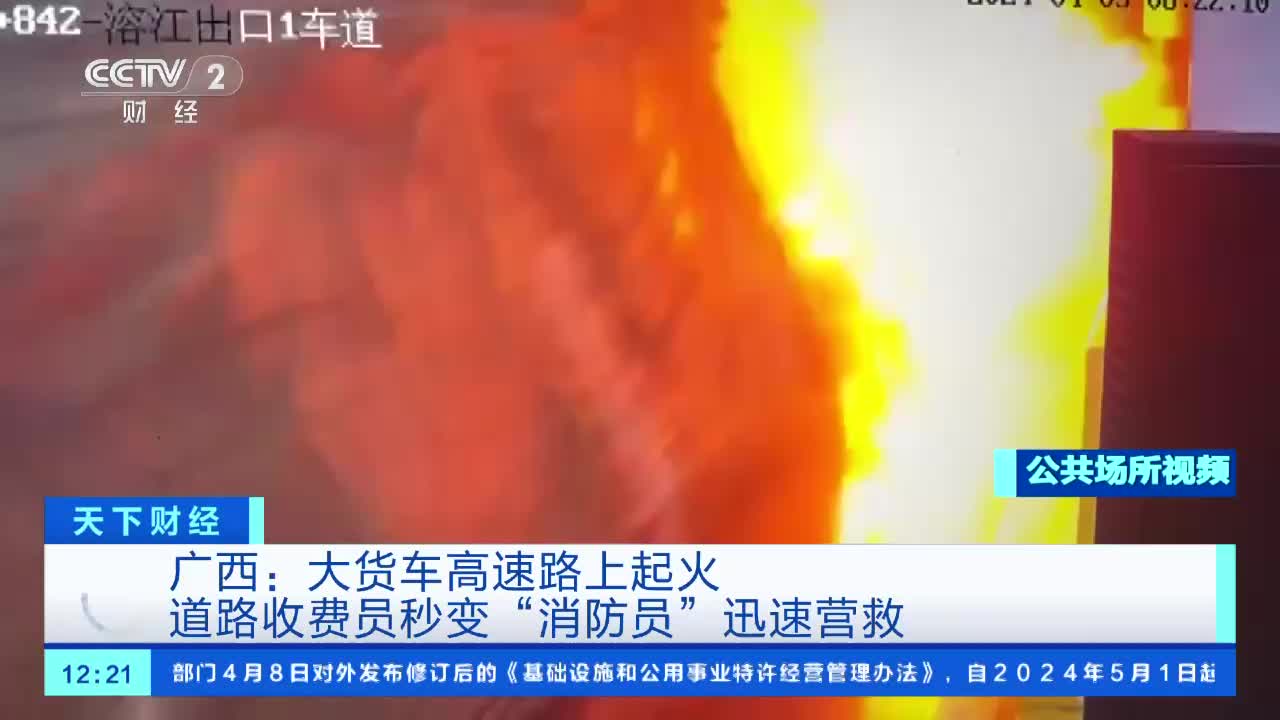 +842-溶江出口1车道
CCTV 2
财 经
公共场所视频
天下财经
广西：大货车高速路上起火
道路收费员秒变“消防员”迅速营救
12:21
部门4月8日对外发布修订后的《基础设施和公用事业特许经营管理办法》，自2024年5月1日起